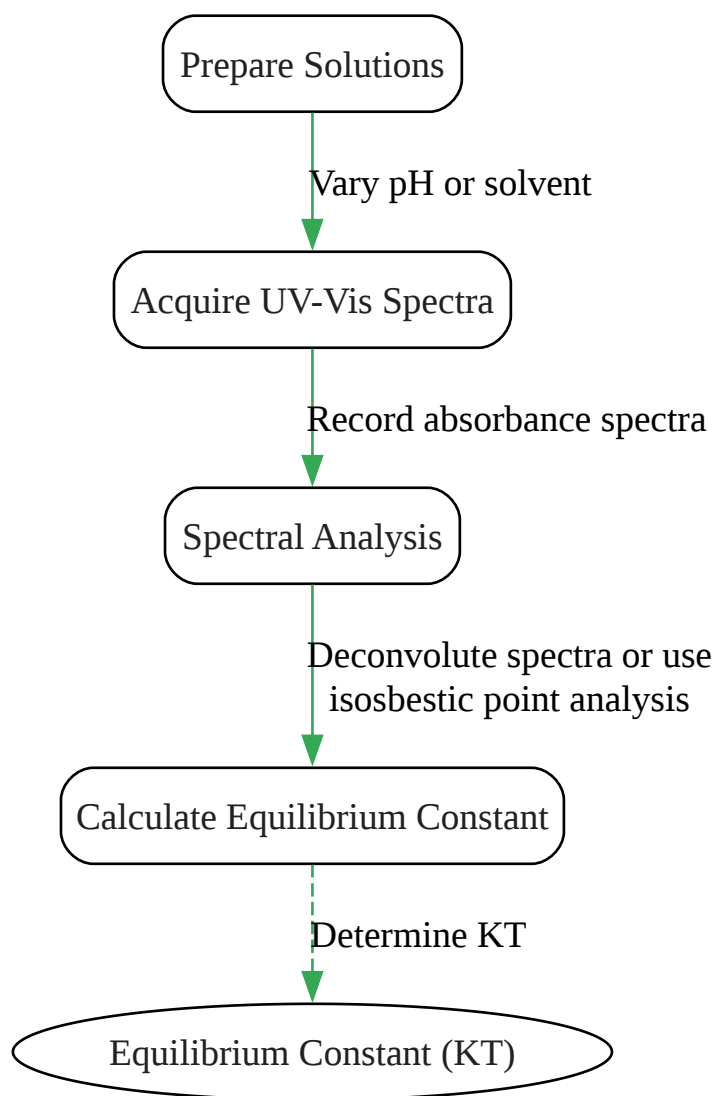 Prepare Solutions
Vary pH or solvent
Acquire UV-Vis Spectra
Record absorbance spectra
Spectral Analysis
Deconvolute spectra or use
isosbestic point analysis
Calculate Equilibrium Constant
Determine KT
Equilibrium Constant (KT)